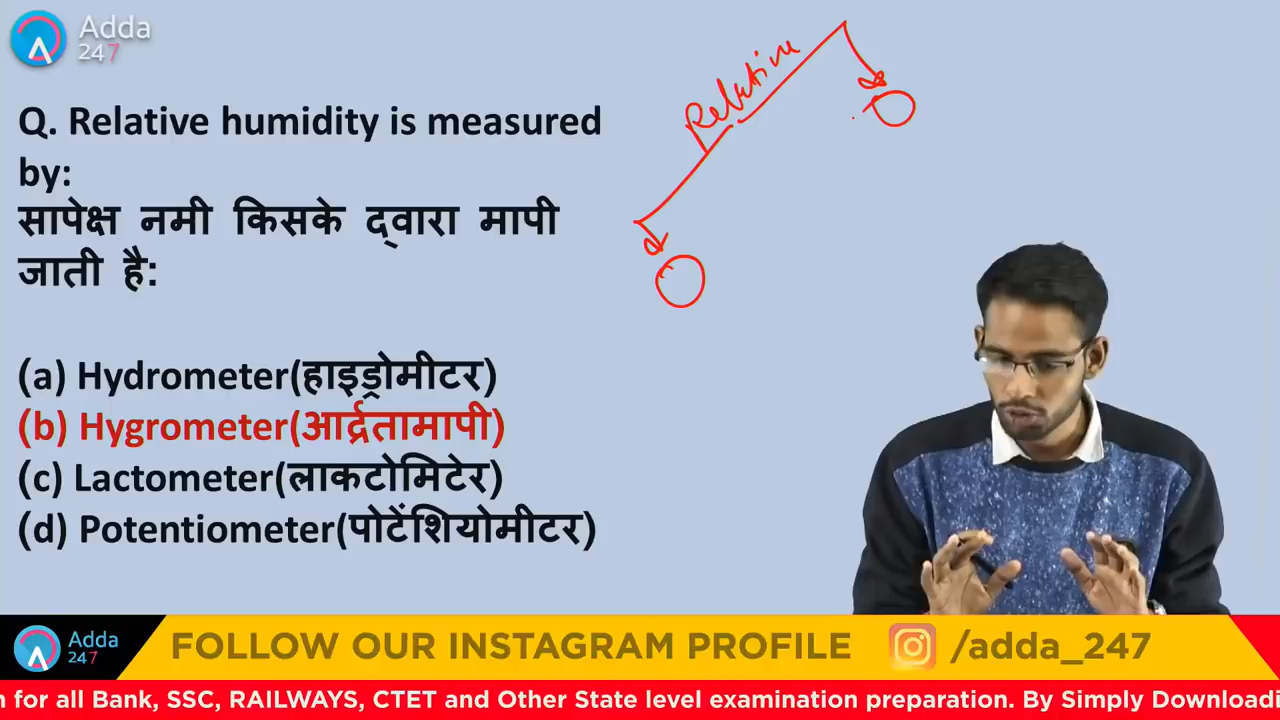 Adda
247
Relative
Q. Relative humidity is measured
by:
सापेक्ष नमी किसके द्वारा मापी
जाती है:
(a) Hydrometer(हाइड्रोमीटर)
(b) Hygrometer(आर्द्रतामापी)
(c) Lactometer(लाकटोमिटेर)
(d) Potentiometer(पोटेंशियोमीटर)
Adda
247
FOLLOW OUR INSTAGRAM PROFILE /adda_247
for all Bank, SSC, RAILWAYS, CTET and Other State level examination preparation. By Simply